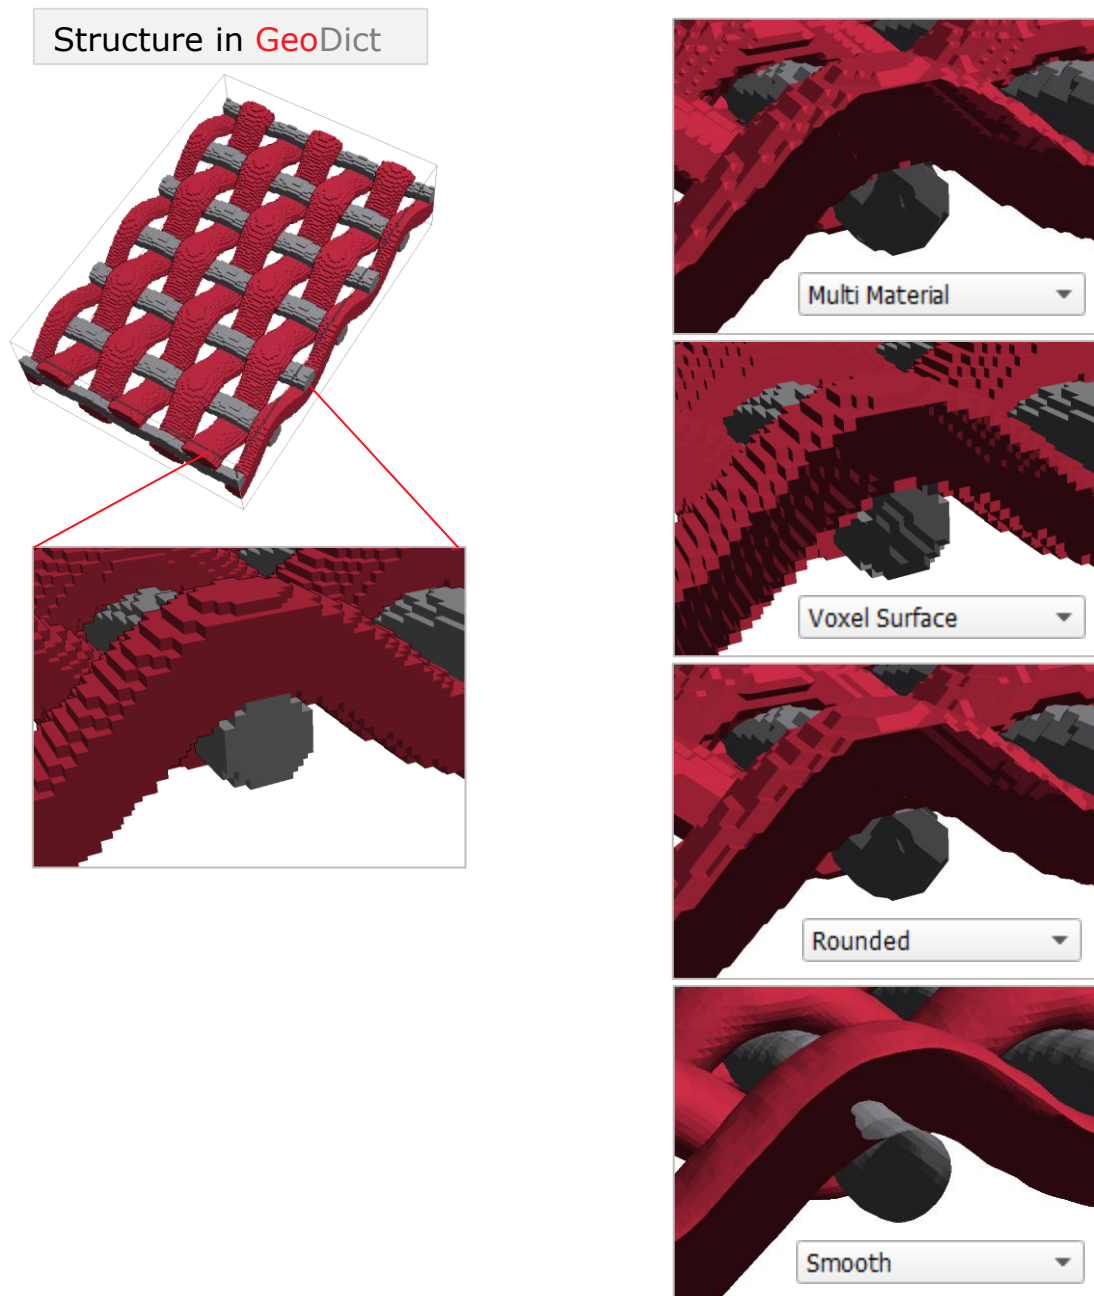 Structure in GeoDict
Multi Material
Voxel Surface
Rounded
Smooth